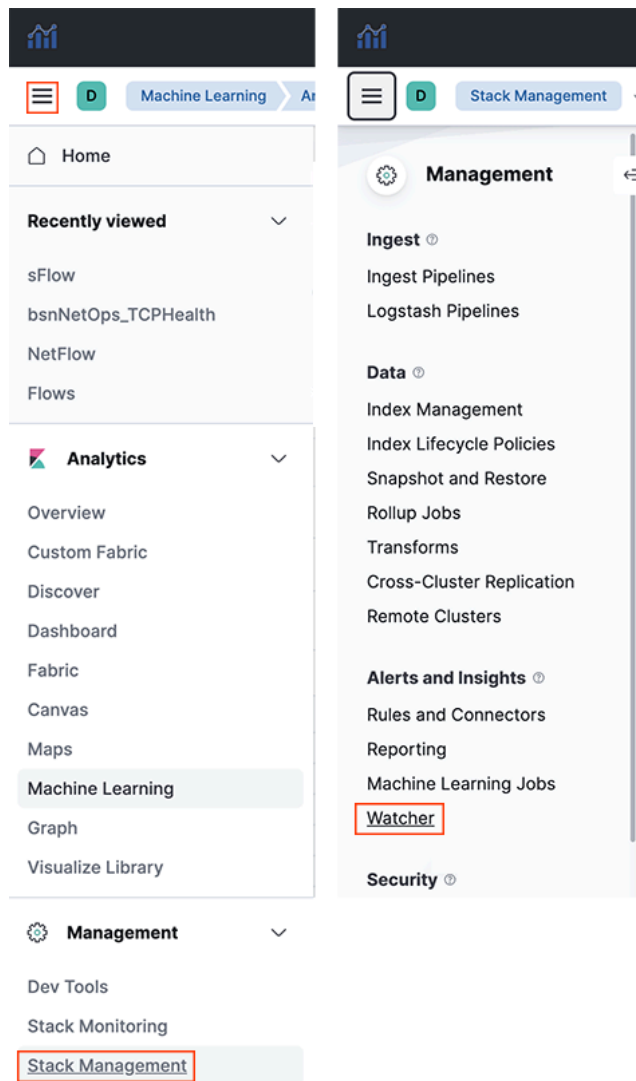 D
Machine Learning
Home
Recently viewed
sFlow
bsnNetOps_TCPHealth
NetFlow
Flows
Analytics
Overview
Custom Fabric
Discover
Dashboard
Fabric
Canvas
Maps
Machine Learning
Graph
Visualize Library
Management
Dev Tools
Stack Monitoring
Stack Management
D
Stack Management
Management
Ingest
Ingest Pipelines
Logstash Pipelines
Data
Index Management
Index Lifecycle Policies
Snapshot and Restore
Rollup Jobs
Transforms
Cross-Cluster Replication
Remote Clusters
Alerts and Insights
Rules and Connectors
Reporting
Machine Learning Jobs
Watcher
Security